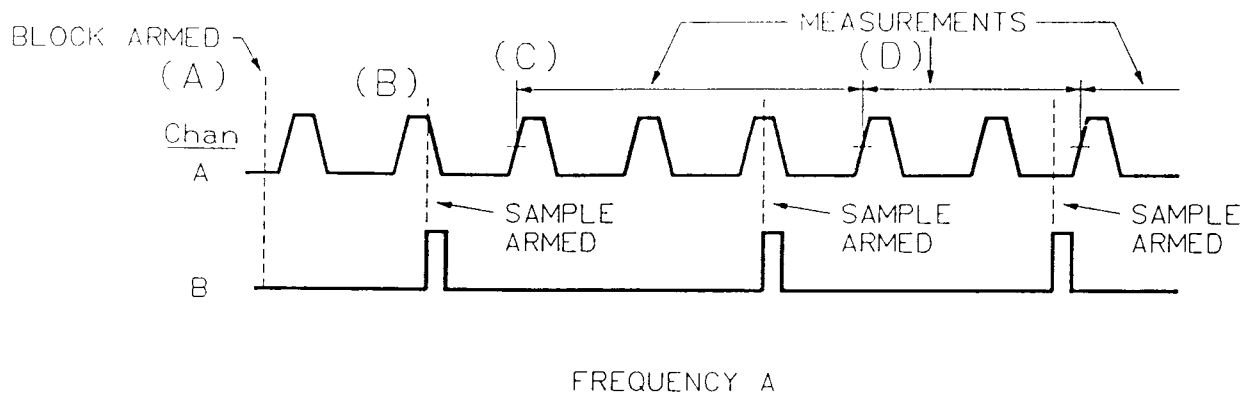 MEASUREMENTS
BLOCK ARMED
(A)
(B)
(C)
(D)
Chan
A
SAMPLE
ARMED
SAMPLE
ARMED
SAMPLE
ARMED
B
FREQUENCY A